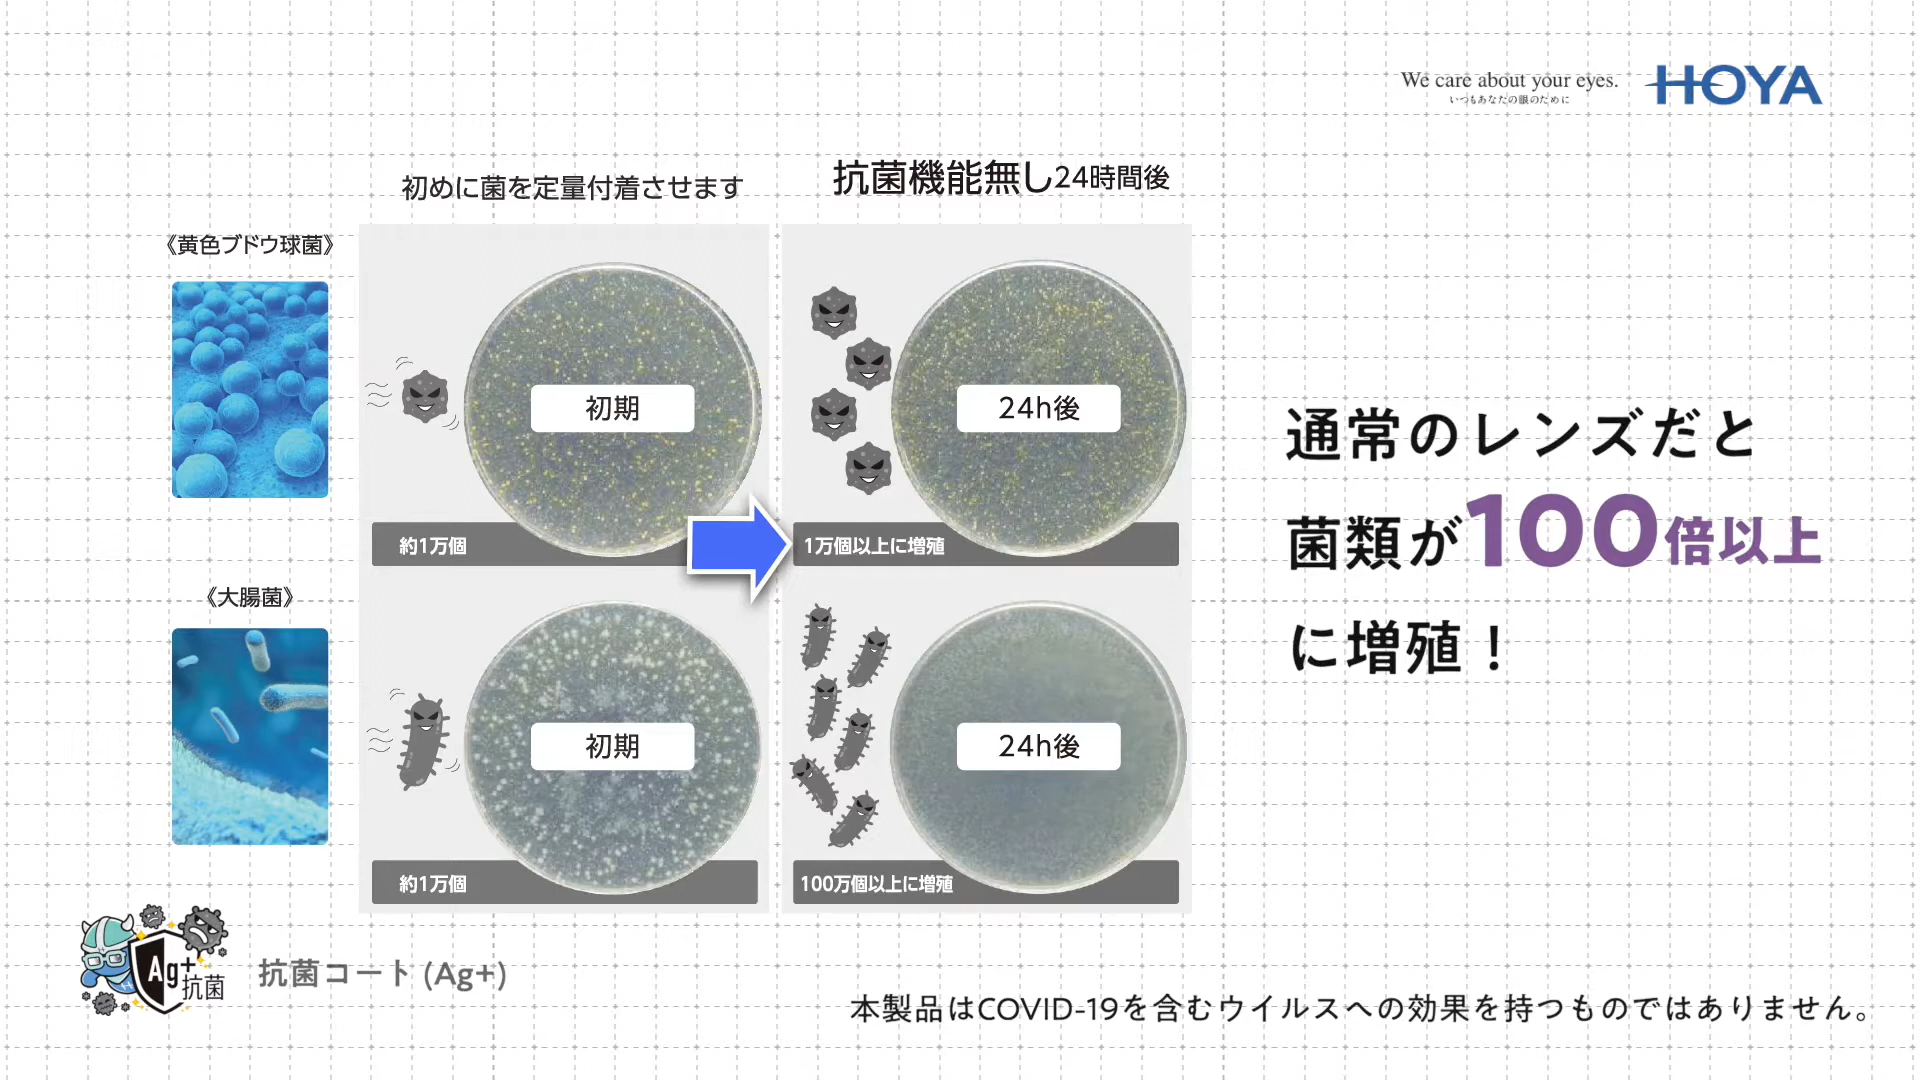 We care about your eyes.
いつもあなたの眼のために
HOYA
初めに菌を定量付着させます
抗菌機能無し24時間後
《黄色ブドウ球菌》
初期
24h後
約1万個
1万個以上に増殖
《大腸菌》
初期
24h後
約1万個
100万個以上に増殖
通常のレンズだと
菌類が100倍以上
に増殖！
Ag+
抗菌
抗菌コート (Ag+)
本製品はCOVID-19を含むウイルスへの効果を持つものではありません。